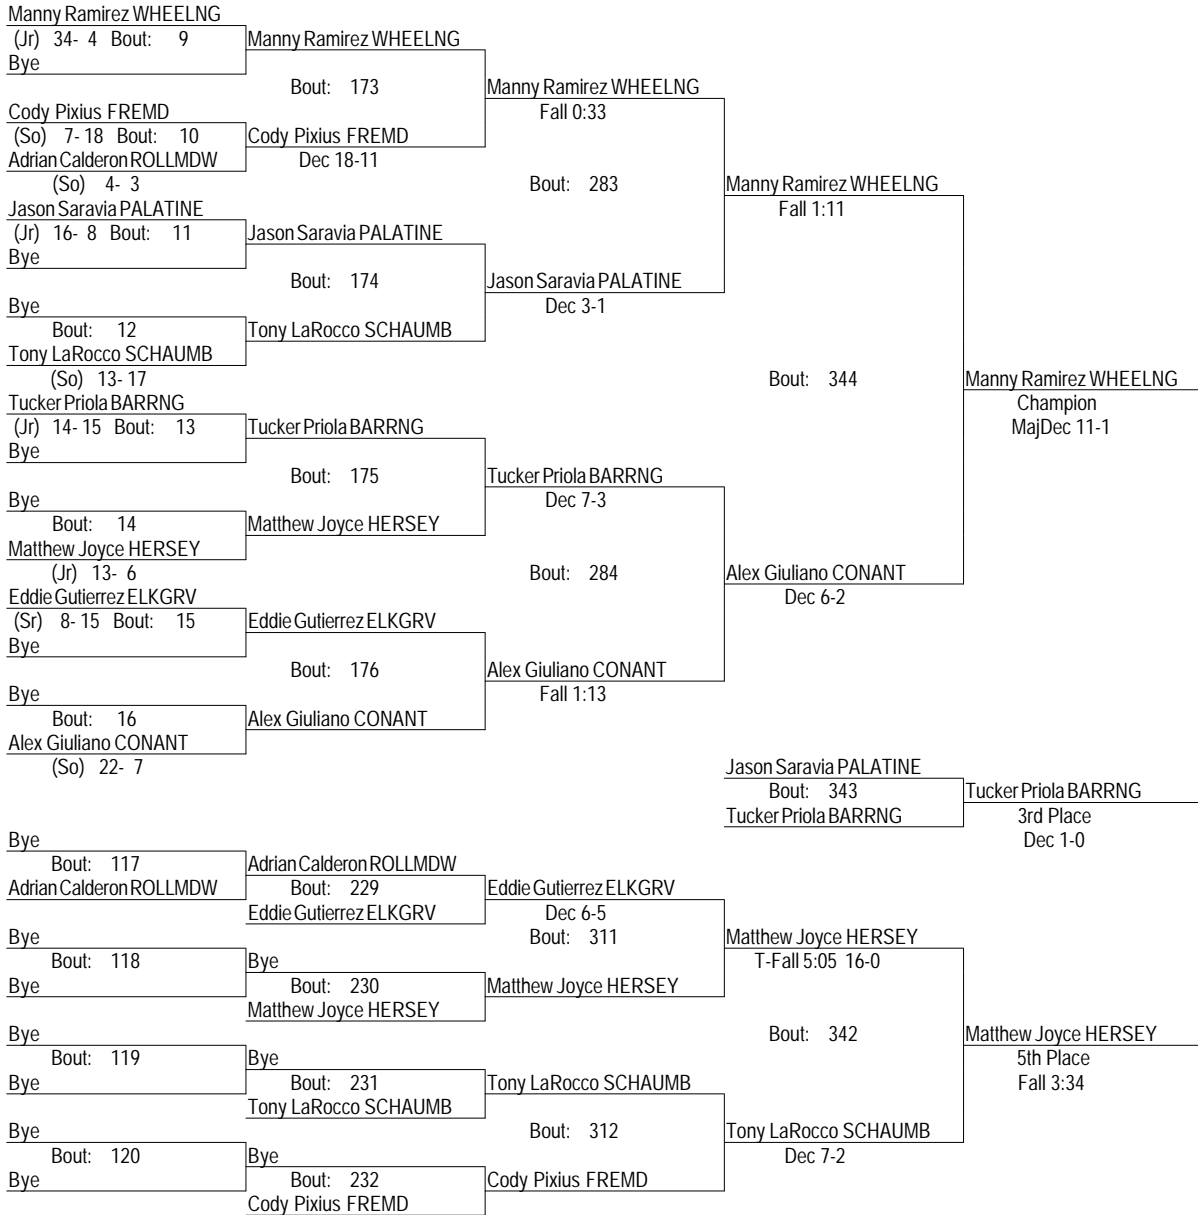 Manny Ramirez WHEELNG
(Jr) 34- 4 Bout: 9
Bye
Manny Ramirez WHEELNG
Bout: 173
Cody Pixius FREMD
(So) 7- 18 Bout: 10
Adrian Calderon ROLLMDW
(So) 4- 3
Cody Pixius FREMD
Dec 18-11
Manny Ramirez WHEELNG
Fall 0:33
Bout: 283
Jason Saravia PALATINE
(Jr) 16- 8 Bout: 11
Bye
Jason Saravia PALATINE
Bout: 174
Bye
Bout: 12
Tony LaRocco SCHAUMB
(So) 13- 17
Tony LaRocco SCHAUMB
Jason Saravia PALATINE
Dec 3-1
Manny Ramirez WHEELNG
Fall 1:11
Bout: 344
Manny Ramirez WHEELNG
Champion
MajDec 11-1
Tucker Priola BARRNG
(Jr) 14- 15 Bout: 13
Bye
Tucker Priola BARRNG
Bout: 175
Bye
Bout: 14
Matthew Joyce HERSEY
(Jr) 13- 6
Matthew Joyce HERSEY
Tucker Priola BARRNG
Dec 7-3
Bout: 284
Eddie Gutierrez ELKGRV
(Sr) 8- 15 Bout: 15
Bye
Eddie Gutierrez ELKGRV
Bout: 176
Bye
Bout: 16
Alex Giuliano CONANT
(So) 22- 7
Alex Giuliano CONANT
Alex Giuliano CONANT
Fall 1:13
Alex Giuliano CONANT
Dec 6-2
Jason Saravia PALATINE
Bout: 343
Tucker Priola BARRNG
Tucker Priola BARRNG
3rd Place
Dec 1-0
Bye
Bout: 117
Adrian Calderon ROLLMDW
Adrian Calderon ROLLMDW
Bout: 229
Eddie Gutierrez ELKGRV
Eddie Gutierrez ELKGRV
Dec 6-5
Bout: 311
Bye
Bout: 118
Bye
Bye
Bout: 230
Matthew Joyce HERSEY
Matthew Joyce HERSEY
Matthew Joyce HERSEY
T-Fall 5:05 16-0
Bout: 342
Matthew Joyce HERSEY
5th Place
Fall 3:34
Bye
Bout: 119
Bye
Bye
Bout: 231
Tony LaRocco SCHAUMB
Tony LaRocco SCHAUMB
Bout: 312
Bye
Bout: 120
Bye
Bye
Bout: 232
Cody Pixius FREMD
Cody Pixius FREMD
Tony LaRocco SCHAUMB
Dec 7-2